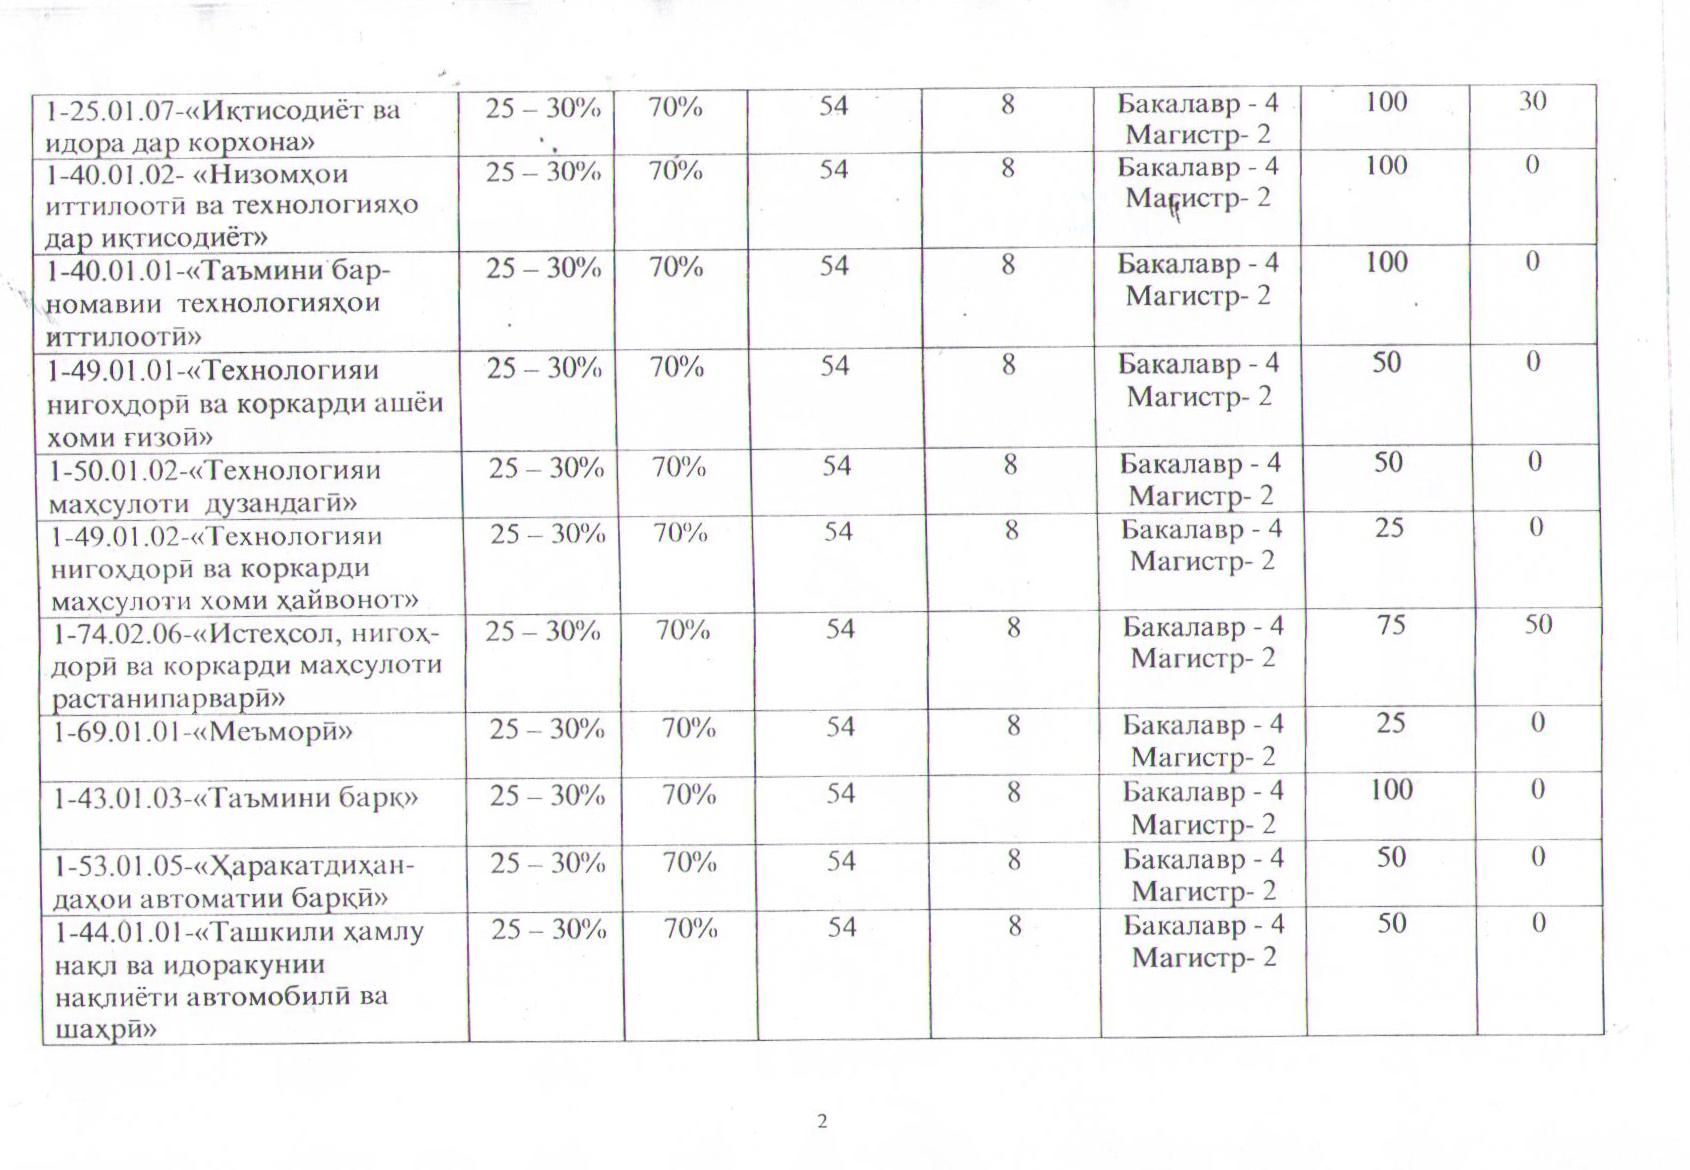 1-25.01.07-«Иқтисодиёт ва 25 – 30% 70% 54 8 Бакалавр - 4 100 30
идора дар корхона» Магистр- 2
1-40.01.02- «Низомҳои 25 – 30% 70% 54 8 Бакалавр - 4 100 0
иттилоотӣ ва технологияҳо Магистр- 2
дар иқтисодиёт»
1-40.01.01-«Таъмини бар- 25 – 30% 70% 54 8 Бакалавр - 4 100 0
номавии технологияҳои Магистр- 2
иттилоотӣ»
1-49.01.01-«Технологияи 25 – 30% 70% 54 8 Бакалавр - 4 50 0
нигоҳдорӣ ва коркарди ашёи Магистр- 2
хоми ғизоӣ»
1-50.01.02-«Технологияи 25 – 30% 70% 54 8 Бакалавр - 4 50 0
маҳсулоти дузандагӣ» Магистр- 2
1-49.01.02-«Технологияи 25 – 30% 70% 54 8 Бакалавр - 4 25 0
нигоҳдорӣ ва коркарди Магистр- 2
маҳсулоти хоми ҳайвонот»
1-74.02.06-«Истеҳсол, нигоҳ- 25 – 30% 70% 54 8 Бакалавр - 4 75 50
дорӣ ва коркарди маҳсулоти Магистр- 2
растанипарварӣ»
1-69.01.01-«Меъморӣ» 25 – 30% 70% 54 8 Бакалавр - 4 25 0
Магистр- 2
1-43.01.03-«Таъмини барқ» 25 – 30% 70% 54 8 Бакалавр - 4 100 0
Магистр- 2
1-53.01.05-«Ҳаракатдиҳан- 25 – 30% 70% 54 8 Бакалавр - 4 50 0
даҳои автоматии барқӣ» Магистр- 2
1-44.01.01-«Ташкили ҳамлу 25 – 30% 70% 54 8 Бакалавр - 4 50 0
нақл ва идоракунии Магистр- 2
нақлиёти автомобилӣ ва
шаҳрӣ»
2